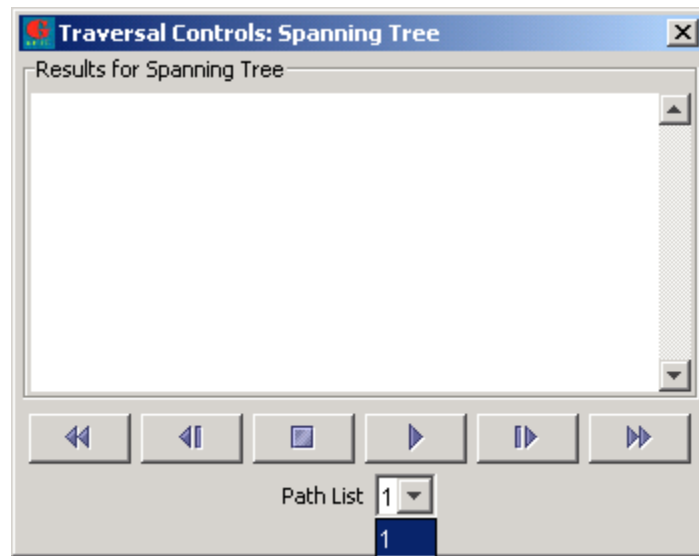 Traversal Controls: Spanning Tree
Results for Spanning Tree
Path List 1
1